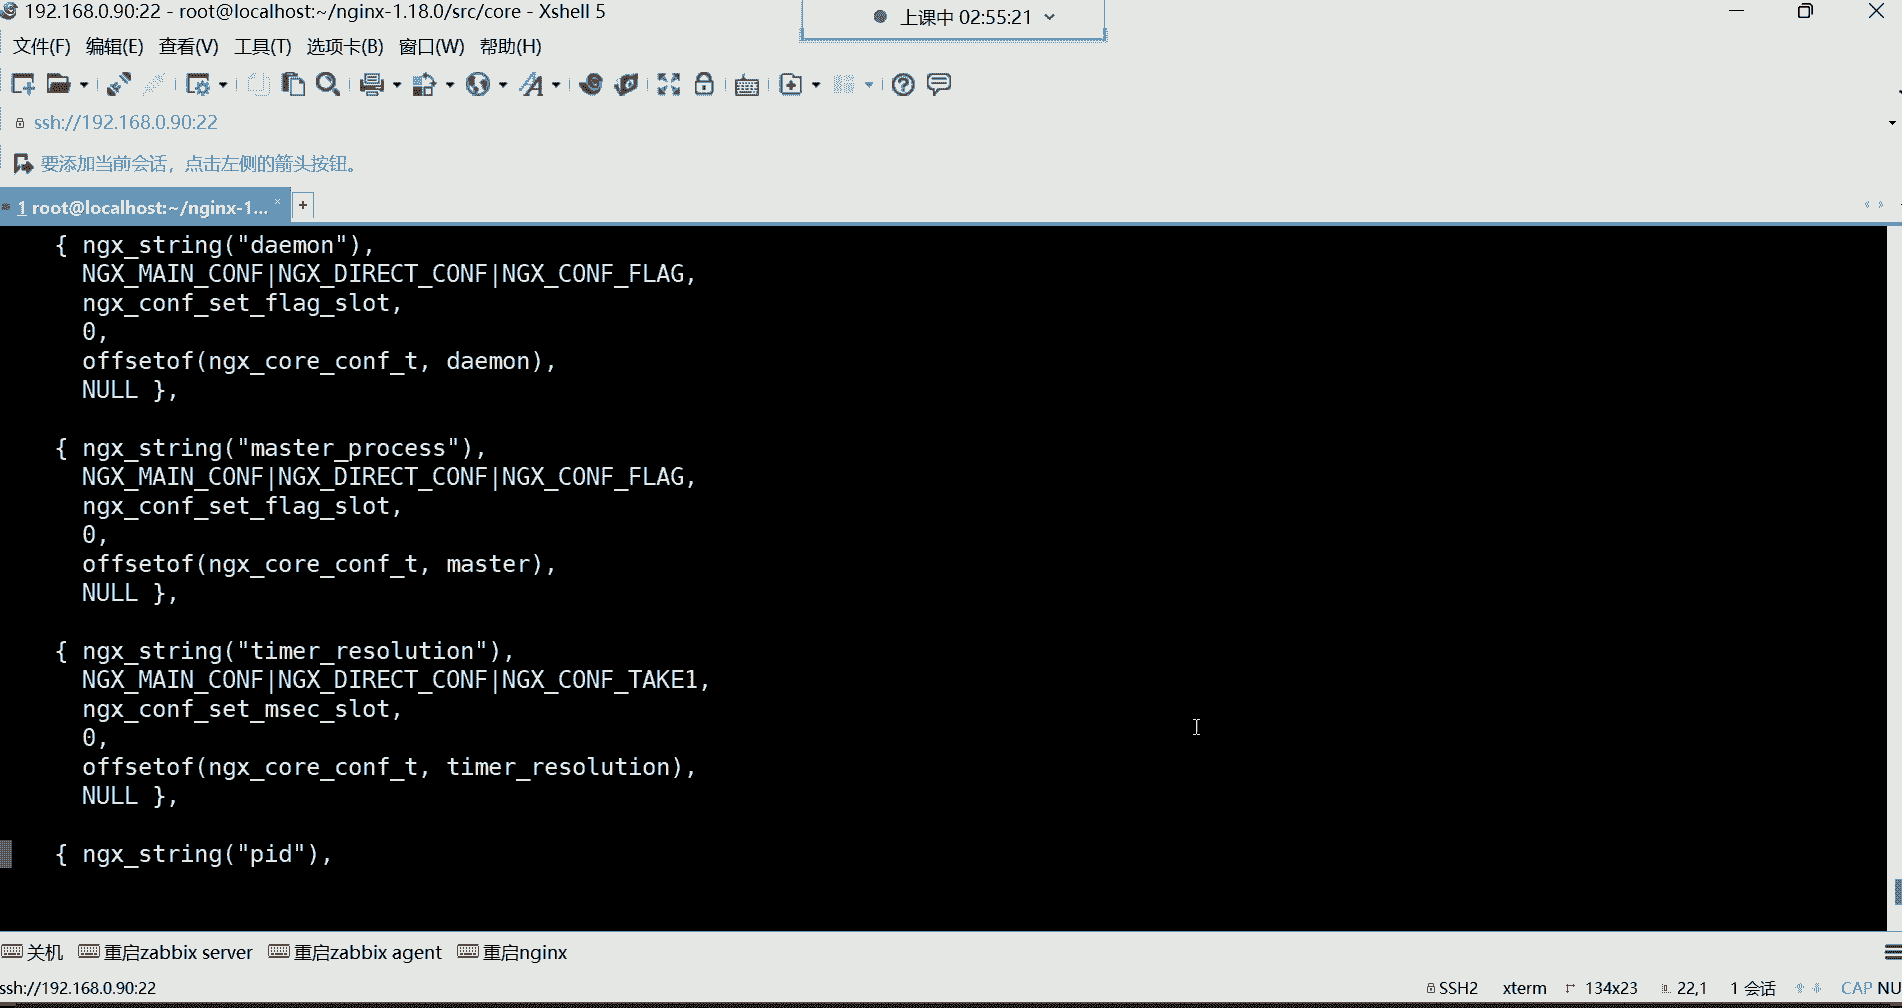 192.168.0.90:22 - root@localhost:~/nginx-1.18.0/src/core - Xshell 5
上课中 02:55:21
文件(F) 编辑(E) 查看(V) 工具(T) 选项卡(B) 窗口(W) 帮助(H)
ssh://192.168.0.90:22
要添加当前会话，点击左侧的箭头按钮。
1 root@localhost:~/nginx-1... × +
{ ngx_string("daemon"),
NGX_MAIN_CONF|NGX_DIRECT_CONF|NGX_CONF_FLAG,
ngx_conf_set_flag_slot,
0,
offsetof(ngx_core_conf_t, daemon),
NULL },
{ ngx_string("master_process"),
NGX_MAIN_CONF|NGX_DIRECT_CONF|NGX_CONF_FLAG,
ngx_conf_set_flag_slot,
0,
offsetof(ngx_core_conf_t, master),
NULL },
{ ngx_string("timer_resolution"),
NGX_MAIN_CONF|NGX_DIRECT_CONF|NGX_CONF_TAKE1,
ngx_conf_set_msec_slot,
0,
offsetof(ngx_core_conf_t, timer_resolution),
NULL },
{ ngx_string("pid"),
关机 重启zabbix server 重启zabbix agent 重启nginx
ssh://192.168.0.90:22 SSH2 xterm 134x23 22,1 1 会话 CAP NU